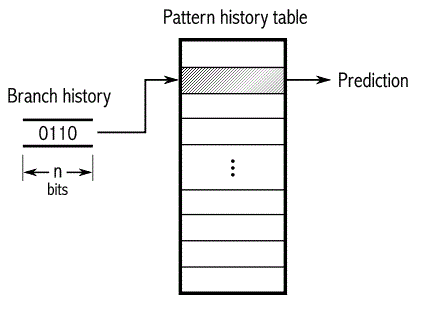 Pattern history table
Prediction
Branch history
0110
n
bits